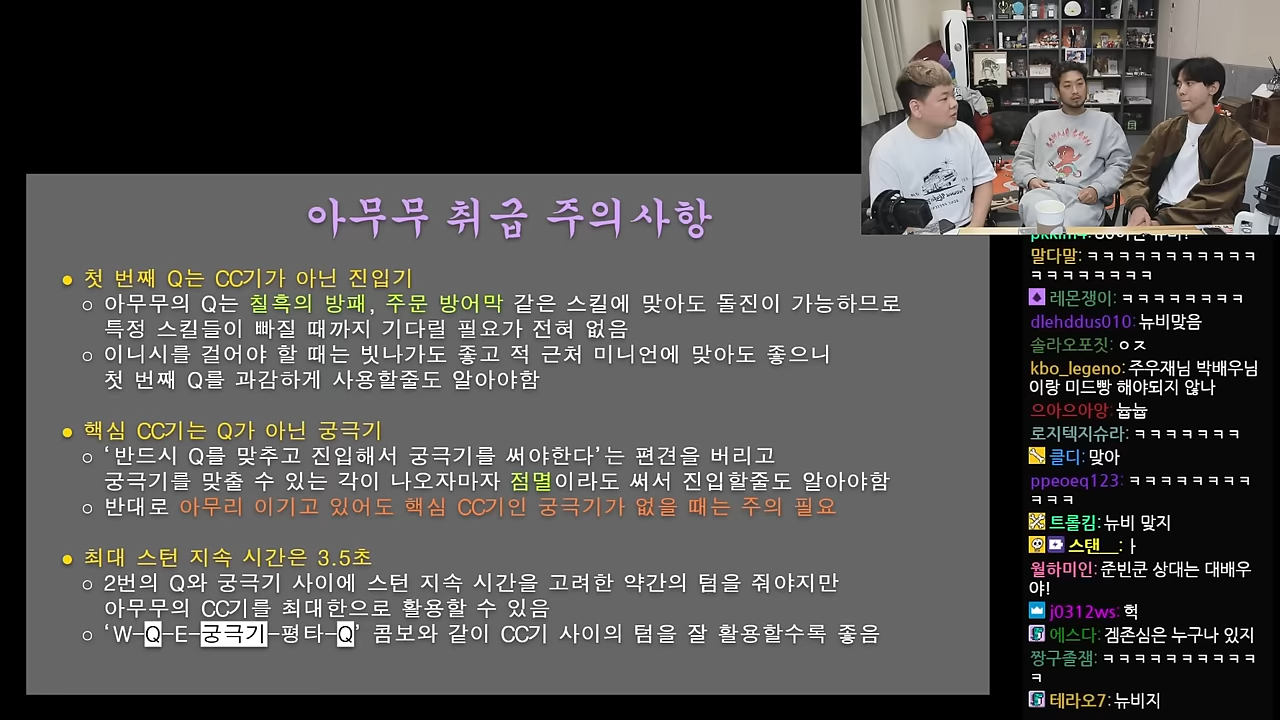 아무무 취급 주의사항
● 첫 번째 Q는 CC기가 아닌 진입기
○ 아무무의 Q는 칠흑의 방패, 주문 방어막 같은 스킬에 맞아도 돌진이 가능하므로
특정 스킬들이 빠질 때까지 기다릴 필요가 전혀 없음
○ 이니시를 걸어야 할 때는 빗나가도 좋고 적 근처 미니언에 맞아도 좋으니
첫 번째 Q를 과감하게 사용할줄도 알아야함
● 핵심 CC기는 Q가 아닌 궁극기
○ ‘반드시 Q를 맞추고 진입해서 궁극기를 써야한다’는 편견을 버리고
궁극기를 맞출 수 있는 각이 나오자마자 점멸이라도 써서 진입할줄도 알아야함
○ 반대로 아무리 이기고 있어도 핵심 CC기인 궁극기가 없을 때는 주의 필요
● 최대 스턴 지속 시간은 3.5초
○ 2번의 Q와 궁극기 사이에 스턴 지속 시간을 고려한 약간의 텀을 줘야지만
아무무의 CC기를 최대한으로 활용할 수 있음
○ ‘W-Q-E-궁극기-평타-Q’ 콤보와 같이 CC기 사이의 텀을 잘 활용할수록 좋음
말다말: ㅋㅋㅋㅋㅋㅋㅋㅋㅋㅋㅋ
ㅋㅋㅋㅋㅋㅋㅋㅋ
레몬쟁이: ㅋㅋㅋㅋㅋㅋㅋㅋ
dlehddus010: 뉴비맞음
솔라오포짓: ㅇㅈ
kbo_legeno: 주우재님 박배우님
이랑 미드빵 해야되지 않나
으아으아앙: 눕눕
로지텍지슈라: ㅋㅋㅋㅋㅋㅋㅋ
클디: 맞아
ppeoeq123: ㅋㅋㅋㅋㅋㅋㅋㅋ
ㅋㅋㅋ
트롤킴: 뉴비 맞지
스탠__: ㅏ
월하미인: 준빈쿤 상대는 대배우
야!
j0312ws: 헉
에스다: 겜존심은 누구나 있지
짱구졸잼: ㅋㅋㅋㅋㅋㅋㅋㅋㅋㅋ
ㅋ
테라오7: 뉴비지